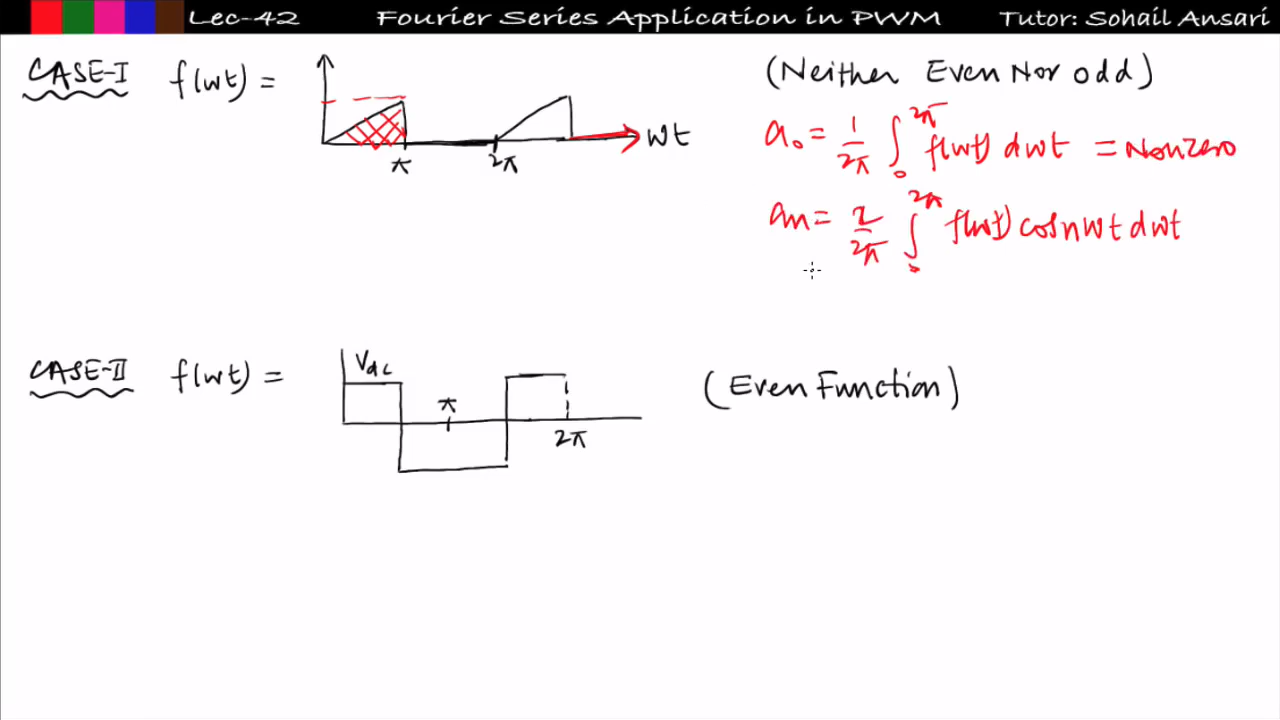 Lec-42 Fourier Series Application in PWM Tutor: Sohail Ansari
CASE-I f(wt) = (Neither Even Nor odd)
π 2π wt
a₀ = 1/2π ∫₀^2π f(wt) dwt = Nonzero
an = 2/2π ∫₀^2π f(wt) cosnwt dwt
CASE-II f(wt) = Vdc (Even Function)
π
2π